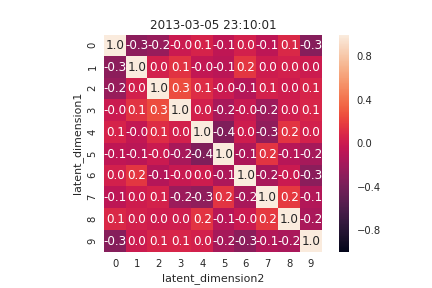 2013-03-05 23:10:01
latent_dimension1
0 1.0 -0.3 -0.2 -0.0 0.1 -0.1 0.0 -0.1 0.1 -0.3
1 -0.3 1.0 0.0 0.1 -0.0 -0.1 0.2 0.0 0.0 0.0
2 -0.2 0.0 1.0 0.3 0.1 -0.0 -0.1 0.1 0.0 0.1
3 -0.0 0.1 0.3 1.0 0.0 -0.2 -0.0 -0.2 0.0 0.1
4 0.1 -0.0 0.1 0.0 1.0 -0.4 0.0 -0.3 0.2 0.0
5 -0.1 -0.1 -0.0 -0.2 -0.4 1.0 -0.1 0.2 -0.1 -0.2
6 0.0 0.2 -0.1 -0.0 0.0 -0.1 1.0 -0.2 -0.0 -0.3
7 -0.1 0.0 0.1 -0.2 -0.3 0.2 -0.2 1.0 0.2 -0.1
8 0.1 0.0 0.0 0.0 0.2 -0.1 -0.0 0.2 1.0 -0.2
9 -0.3 0.0 0.1 0.1 0.0 -0.2 -0.3 -0.1 -0.2 1.0
0 1 2 3 4 5 6 7 8 9
latent_dimension2
0.8
0.4
0.0
−0.4
−0.8